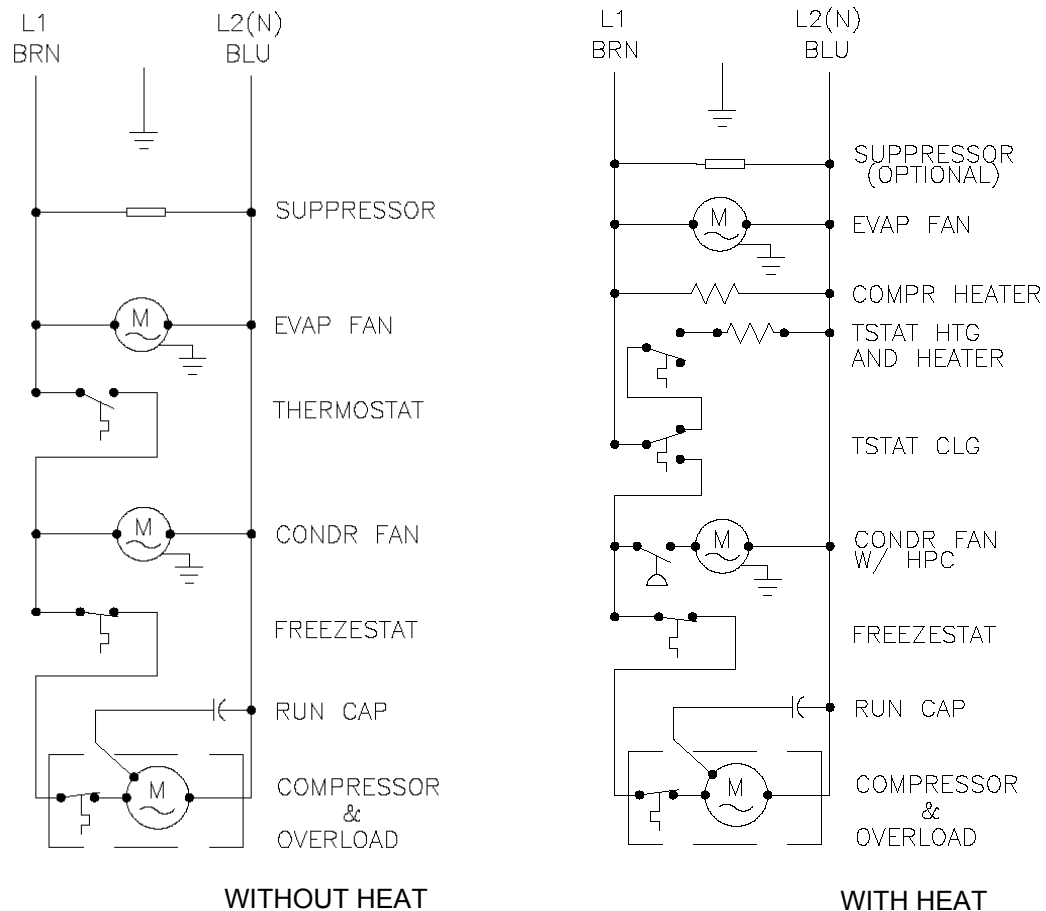 L1
BRN
L2(N)
BLU
SUPPRESSOR
M
EVAP FAN
THERMOSTAT
M
CONDR FAN
FREEZESTAT
RUN CAP
M
COMPRESSOR
&
OVERLOAD
WITHOUT HEAT
L1
BRN
L2(N)
BLU
SUPPRESSOR
(OPTIONAL)
M
EVAP FAN
COMPR HEATER
TSTAT HTG
AND HEATER
TSTAT CLG
M
CONDR FAN
W/ HPC
FREEZESTAT
RUN CAP
M
COMPRESSOR
&
OVERLOAD
WITH HEAT